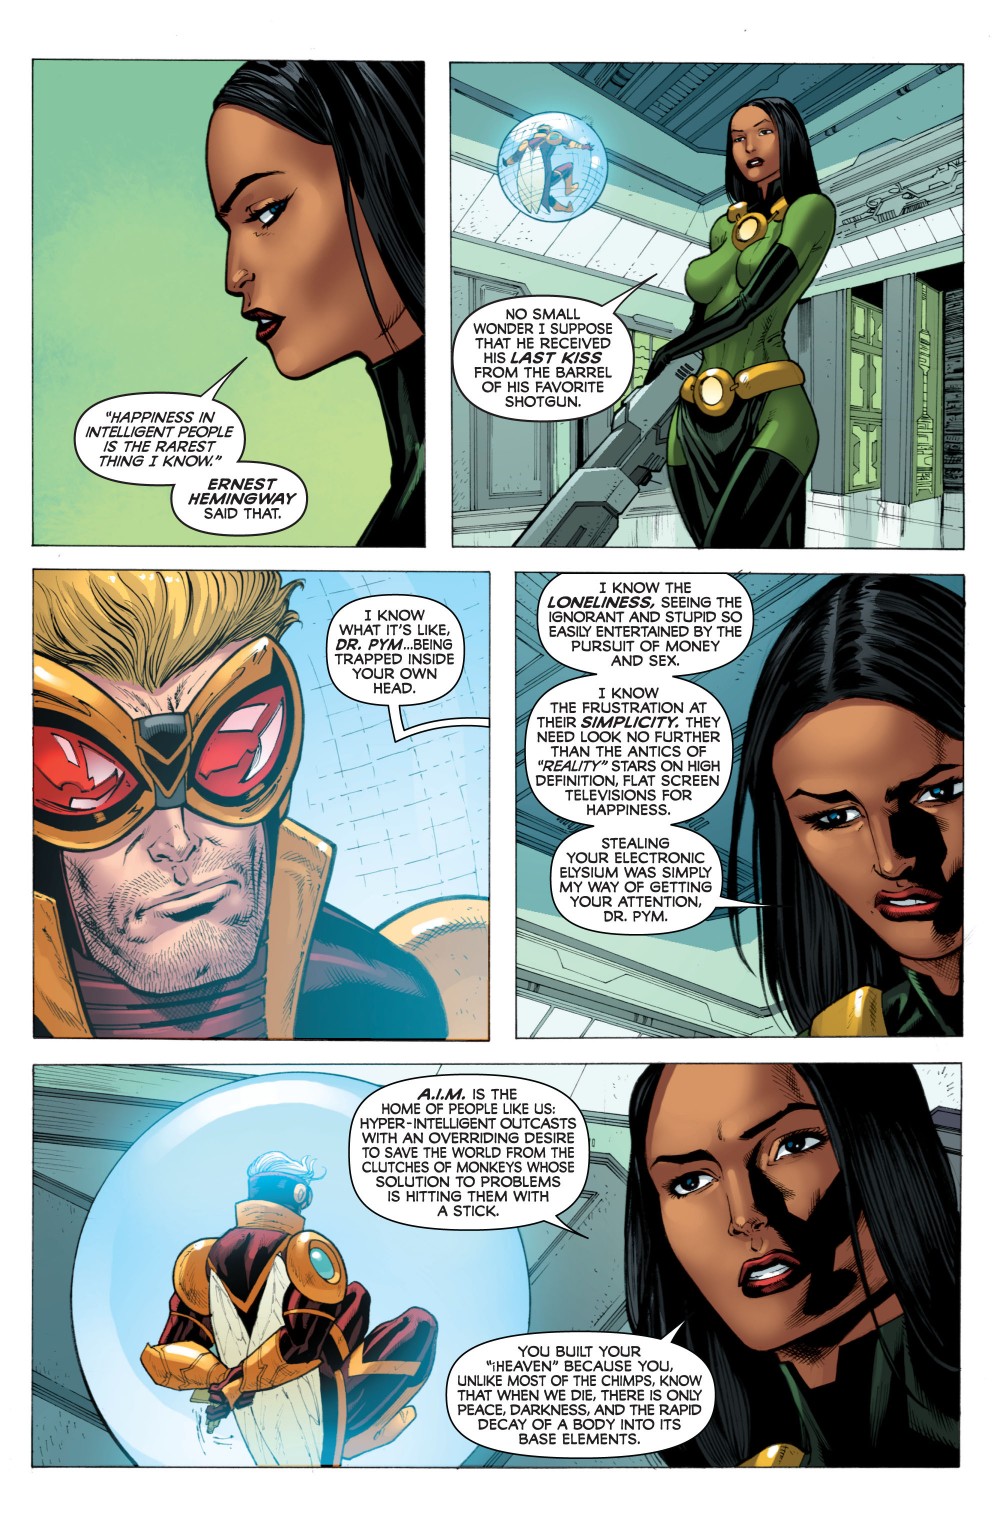 "HAPPINESS IN
INTELLIGENT PEOPLE
IS THE RAREST
THING I KNOW."
ERNEST
HEMINGWAY
SAID THAT.
NO SMALL
WONDER I SUPPOSE
THAT HE RECEIVED
HIS LAST KISS
FROM THE BARREL
OF HIS FAVORITE
SHOTGUN.
I KNOW
WHAT IT'S LIKE,
DR. PYM...BEING
TRAPPED INSIDE
YOUR OWN
HEAD.
I KNOW THE
LONELINESS, SEEING THE
IGNORANT AND STUPID SO
EASILY ENTERTAINED BY THE
PURSUIT OF MONEY
AND SEX.
I KNOW
THE FRUSTRATION AT
THEIR SIMPLICITY. THEY
NEED LOOK NO FURTHER
THAN THE ANTICS OF
"REALITY" STARS ON HIGH
DEFINITION, FLAT SCREEN
TELEVISIONS FOR
HAPPINESS.
STEALING
YOUR ELECTRONIC
ELYSIUM WAS SIMPLY
MY WAY OF GETTING
YOUR ATTENTION,
DR. PYM.
A.I.M. IS THE
HOME OF PEOPLE LIKE US:
HYPER-INTELLIGENT OUTCASTS
WITH AN OVERRIDING DESIRE
TO SAVE THE WORLD FROM THE
CLUTCHES OF MONKEYS WHOSE
SOLUTION TO PROBLEMS
IS HITTING THEM WITH
A STICK.
YOU BUILT YOUR
"iHEAVEN" BECAUSE YOU,
UNLIKE MOST OF THE CHIMPS, KNOW
THAT WHEN WE DIE, THERE IS ONLY
PEACE, DARKNESS, AND THE RAPID
DECAY OF A BODY INTO ITS
BASE ELEMENTS.